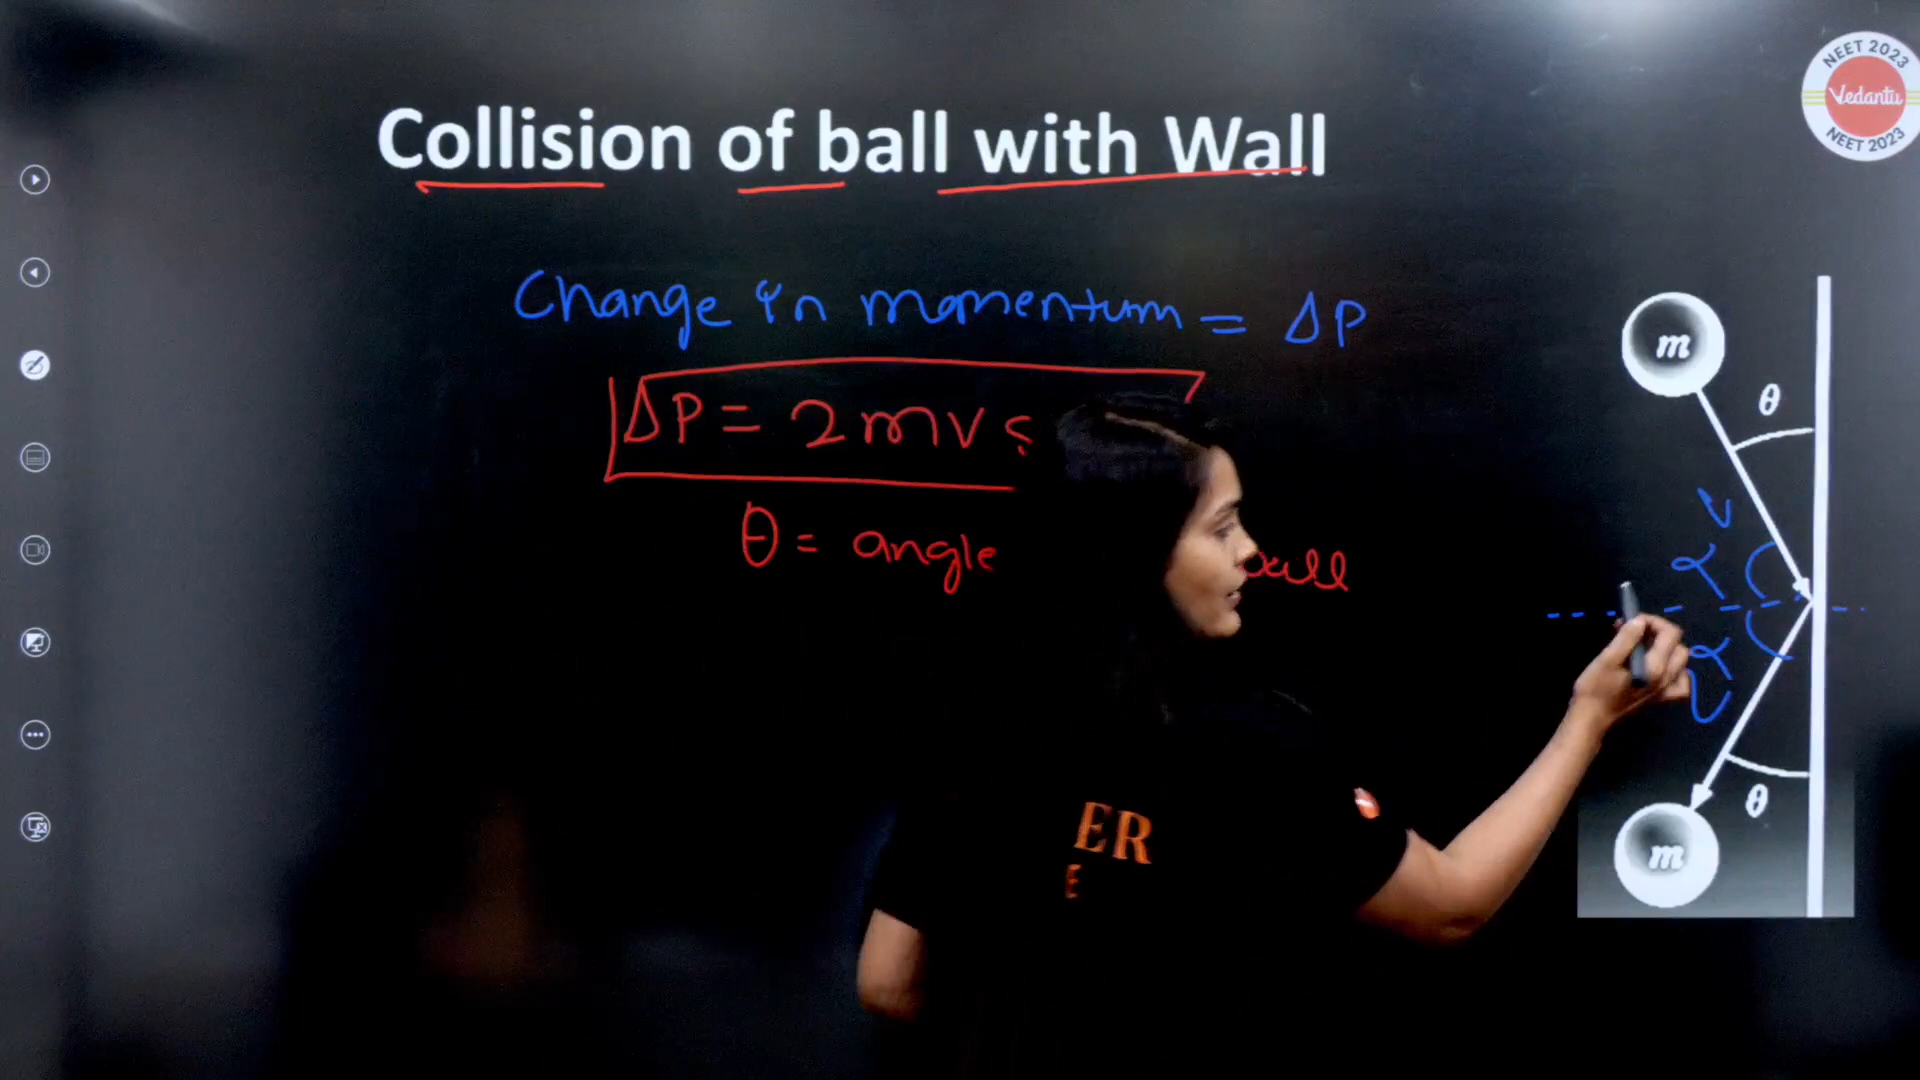 NEET 2023
Vedantu
NEET 2023
Collision of ball with Wall
Change in momentum = ΔP
ΔP = 2mv
θ = angle
m
θ
v
α
α
v
θ
m
ER
E